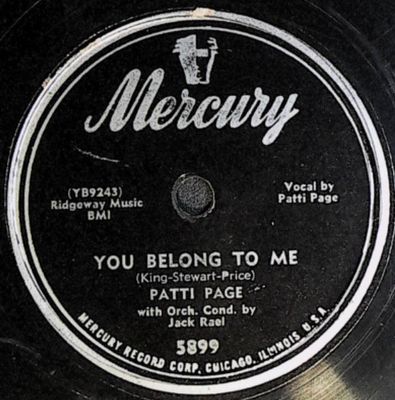 Mercury
(YB9243)
Ridgeway Music
BMI
Vocal by
Patti Page
YOU BELONG TO ME
(King-Stewart-Price)
PATTI PAGE
with Orch. Cond. by
Jack Rael
5899
MERCURY RECORD CORP. CHICAGO, ILLINOIS U.S.A.